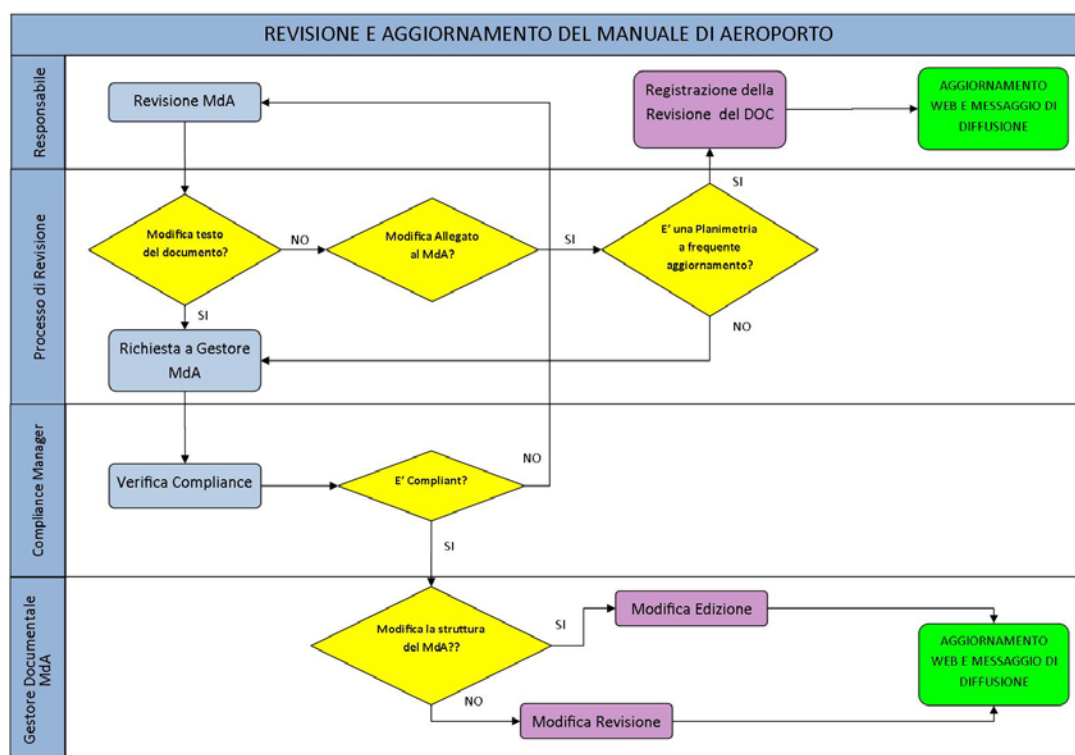 REVISIONE E AGGIORNAMENTO DEL MANUALE DI AEROPORTO
Responsabile
Revisione MdA
Registrazione della
Revisione del DOC
AGGIORNAMENTO
WEB E MESSAGGIO DI
DIFFUSIONE
Processo di Revisione
SI
Modifica testo
del documento?
NO
Modifica Allegato
al MdA?
SI
E' una Planimetria
a frequente
aggiornamento?
SI
NO
Richiesta a Gestore
MdA
Compliance Manager
Verifica Compliance
E' Compliant?
NO
SI
Gestore Documentale
MdA
Modifica la struttura
del MdA??
SI
Modifica Edizione
NO
Modifica Revisione
AGGIORNAMENTO
WEB E MESSAGGIO DI
DIFFUSIONE